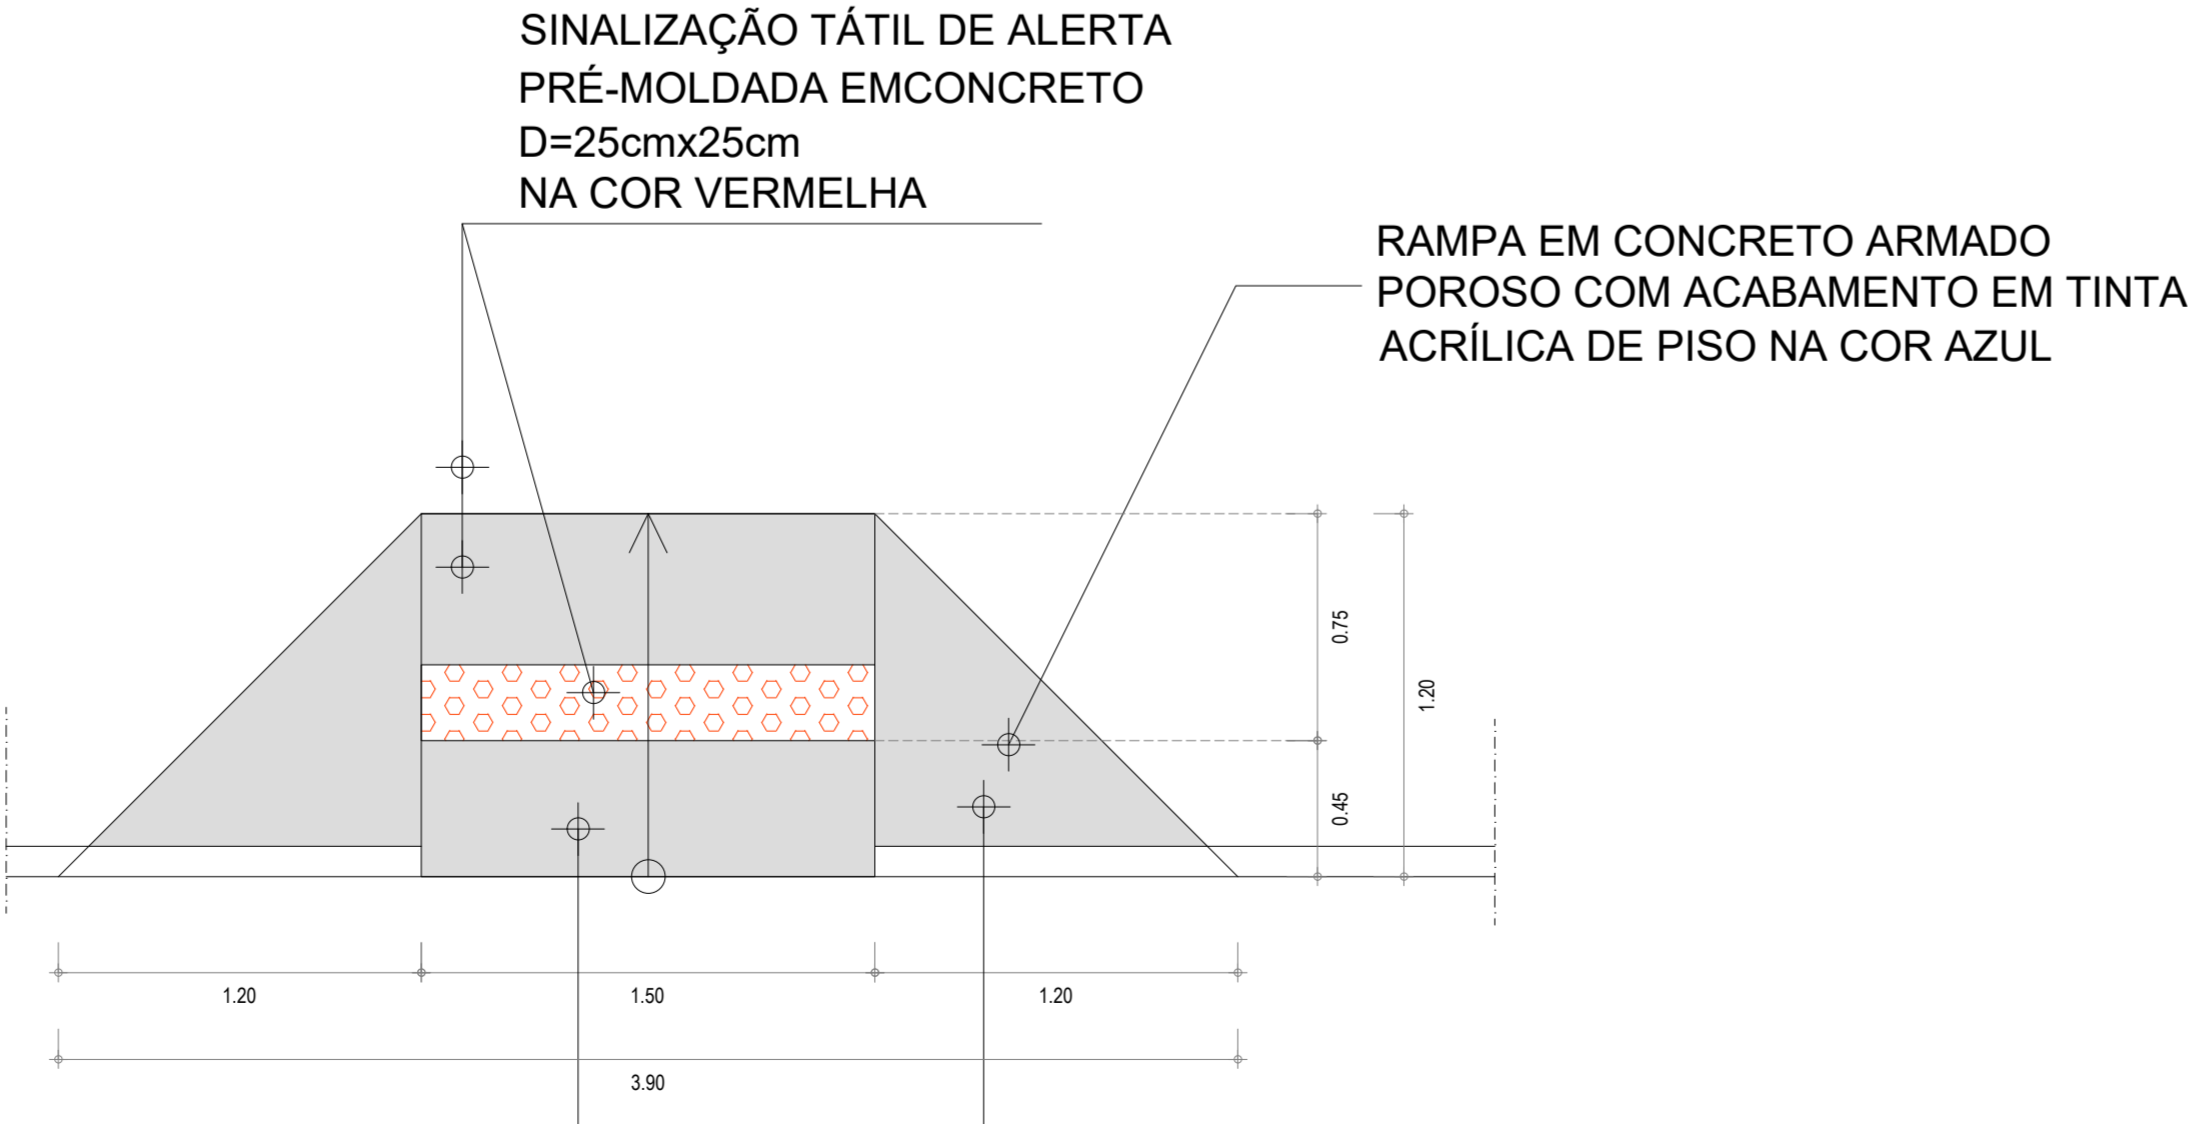 SINALIZAÇÃO TÁTIL DE ALERTA
PRÉ-MOLDADA EMCONCRETO
D=25cmx25cm
NA COR VERMELHA
RAMPA EM CONCRETO ARMADO
POROSO COM ACABAMENTO EM TINTA
ACRÍLICA DE PISO NA COR AZUL
0.75
1.20
0.45
1.20
1.50
1.20
3.90